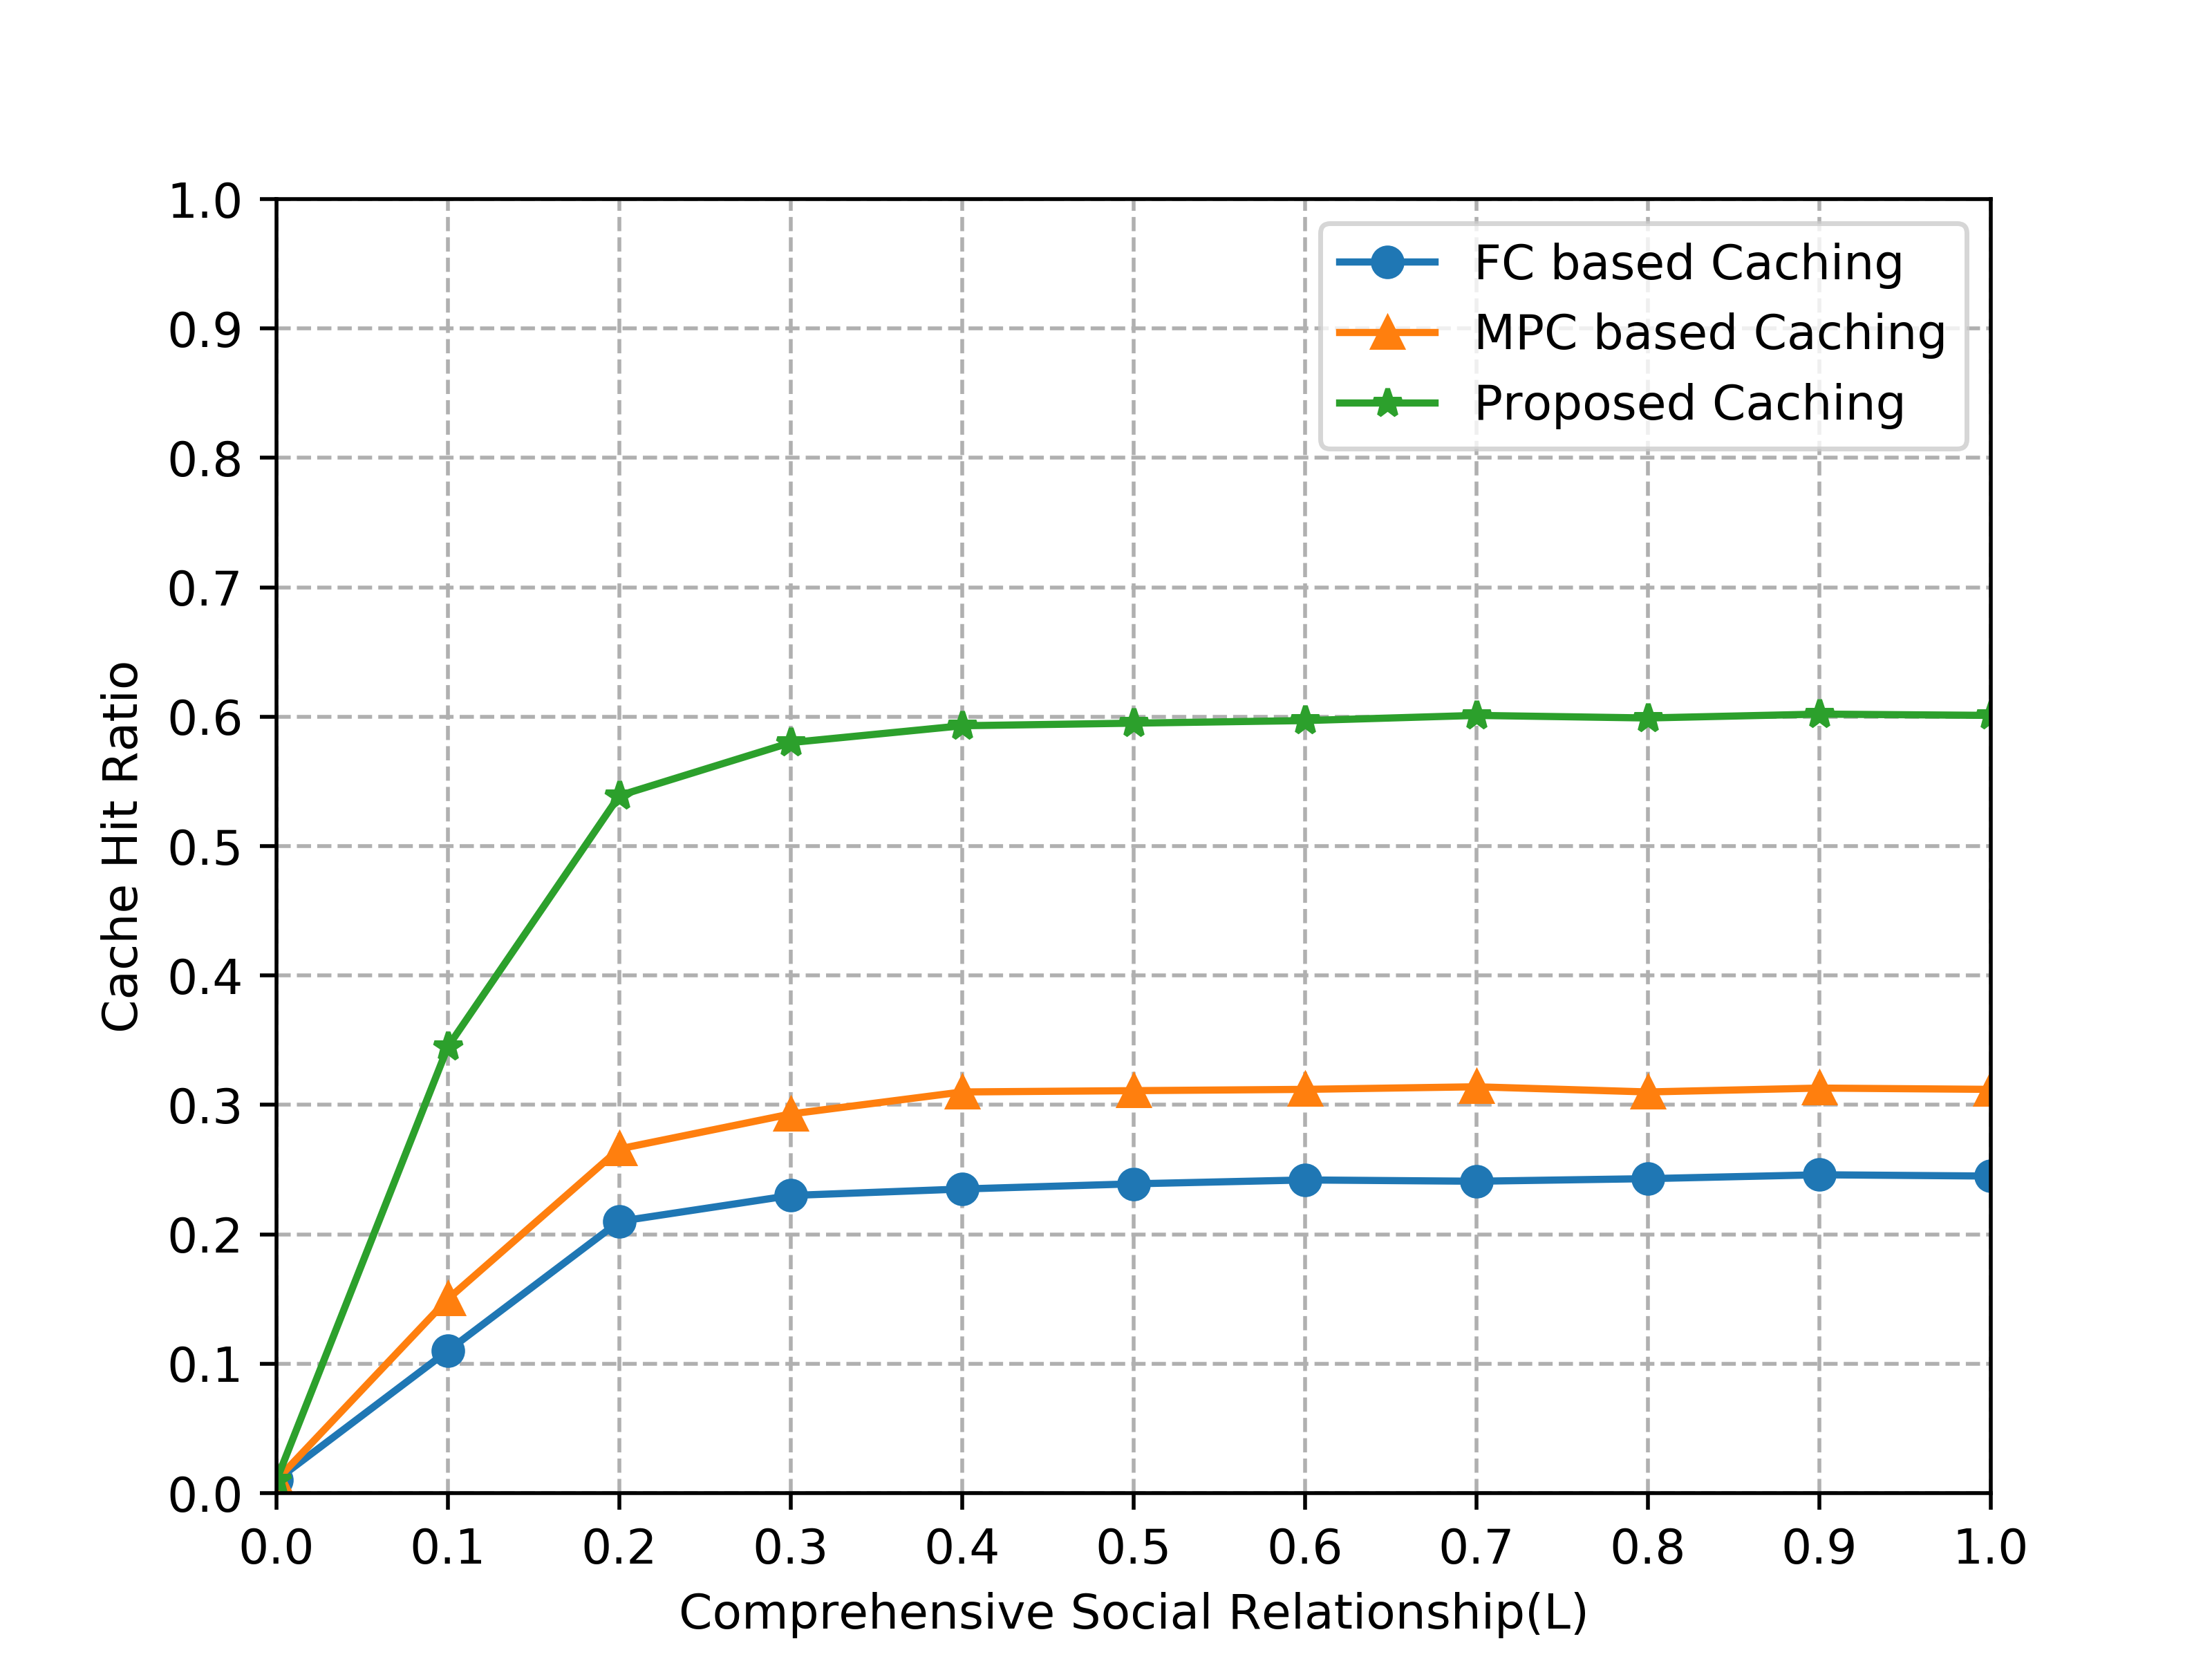 FC based Caching
MPC based Caching
Proposed Caching
Cache Hit Ratio
1.0
0.9
0.8
0.7
0.6
0.5
0.4
0.3
0.2
0.1
0.0
0.0 0.1 0.2 0.3 0.4 0.5 0.6 0.7 0.8 0.9 1.0
Comprehensive Social Relationship(L)